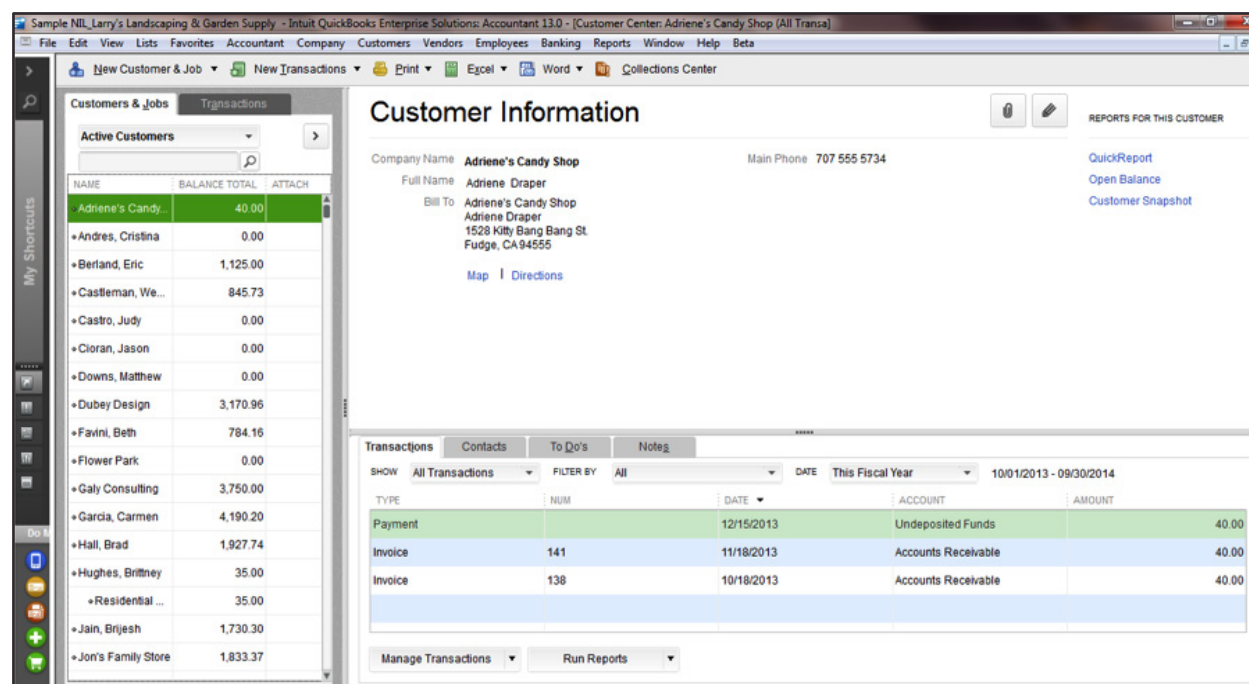 Sample NIL_Larry's Landscaping & Garden Supply - Intuit QuickBooks Enterprise Solutions: Accountant 13.0 - [Customer Center: Adriene's Candy Shop (All Transa]
File Edit View Lists Favorites Accountant Company Customers Vendors Employees Banking Reports Window Help Beta
New Customer & Job New Transactions Print Excel Word Collections Center
My Shortcuts
Do M
Customers & Jobs Transactions
Active Customers
NAME BALANCE TOTAL ATTACH
Adriene's Candy... 40.00
Andres, Cristina 0.00
Berland, Eric 1,125.00
Castleman, We... 845.73
Castro, Judy 0.00
Cioran, Jason 0.00
Downs, Matthew 0.00
Dubey Design 3,170.96
Favini, Beth 784.16
Flower Park 0.00
Galy Consulting 3,750.00
Garcia, Carmen 4,190.20
Hall, Brad 1,927.74
Hughes, Brittney 35.00
Residential ... 35.00
Jain, Brijesh 1,730.30
Jon's Family Store 1,833.37
Customer Information
Company Name Adriene's Candy Shop
Full Name Adriene Draper
Bill To Adriene's Candy Shop
Adriene Draper
1528 Kitty Bang Bang St.
Fudge, CA 94555
Map | Directions
Main Phone 707 555 5734
REPORTS FOR THIS CUSTOMER
QuickReport
Open Balance
Customer Snapshot
Transactions Contacts To Do's Notes
SHOW All Transactions FILTER BY All DATE This Fiscal Year 10/01/2013 - 09/30/2014
TYPE NUM DATE ACCOUNT AMOUNT
Payment 12/15/2013 Undeposited Funds 40.00
Invoice 141 11/18/2013 Accounts Receivable 40.00
Invoice 138 10/18/2013 Accounts Receivable 40.00
Manage Transactions Run Reports